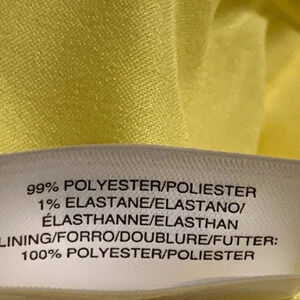 99% POLYESTER/POLIESTER
1% ELASTANE/ELASTANO/
ÉLASTHANNE/ELASTHAN
LINING/FORRO/DOUBLURE/FUTTER:
100% POLYESTER/POLIESTER